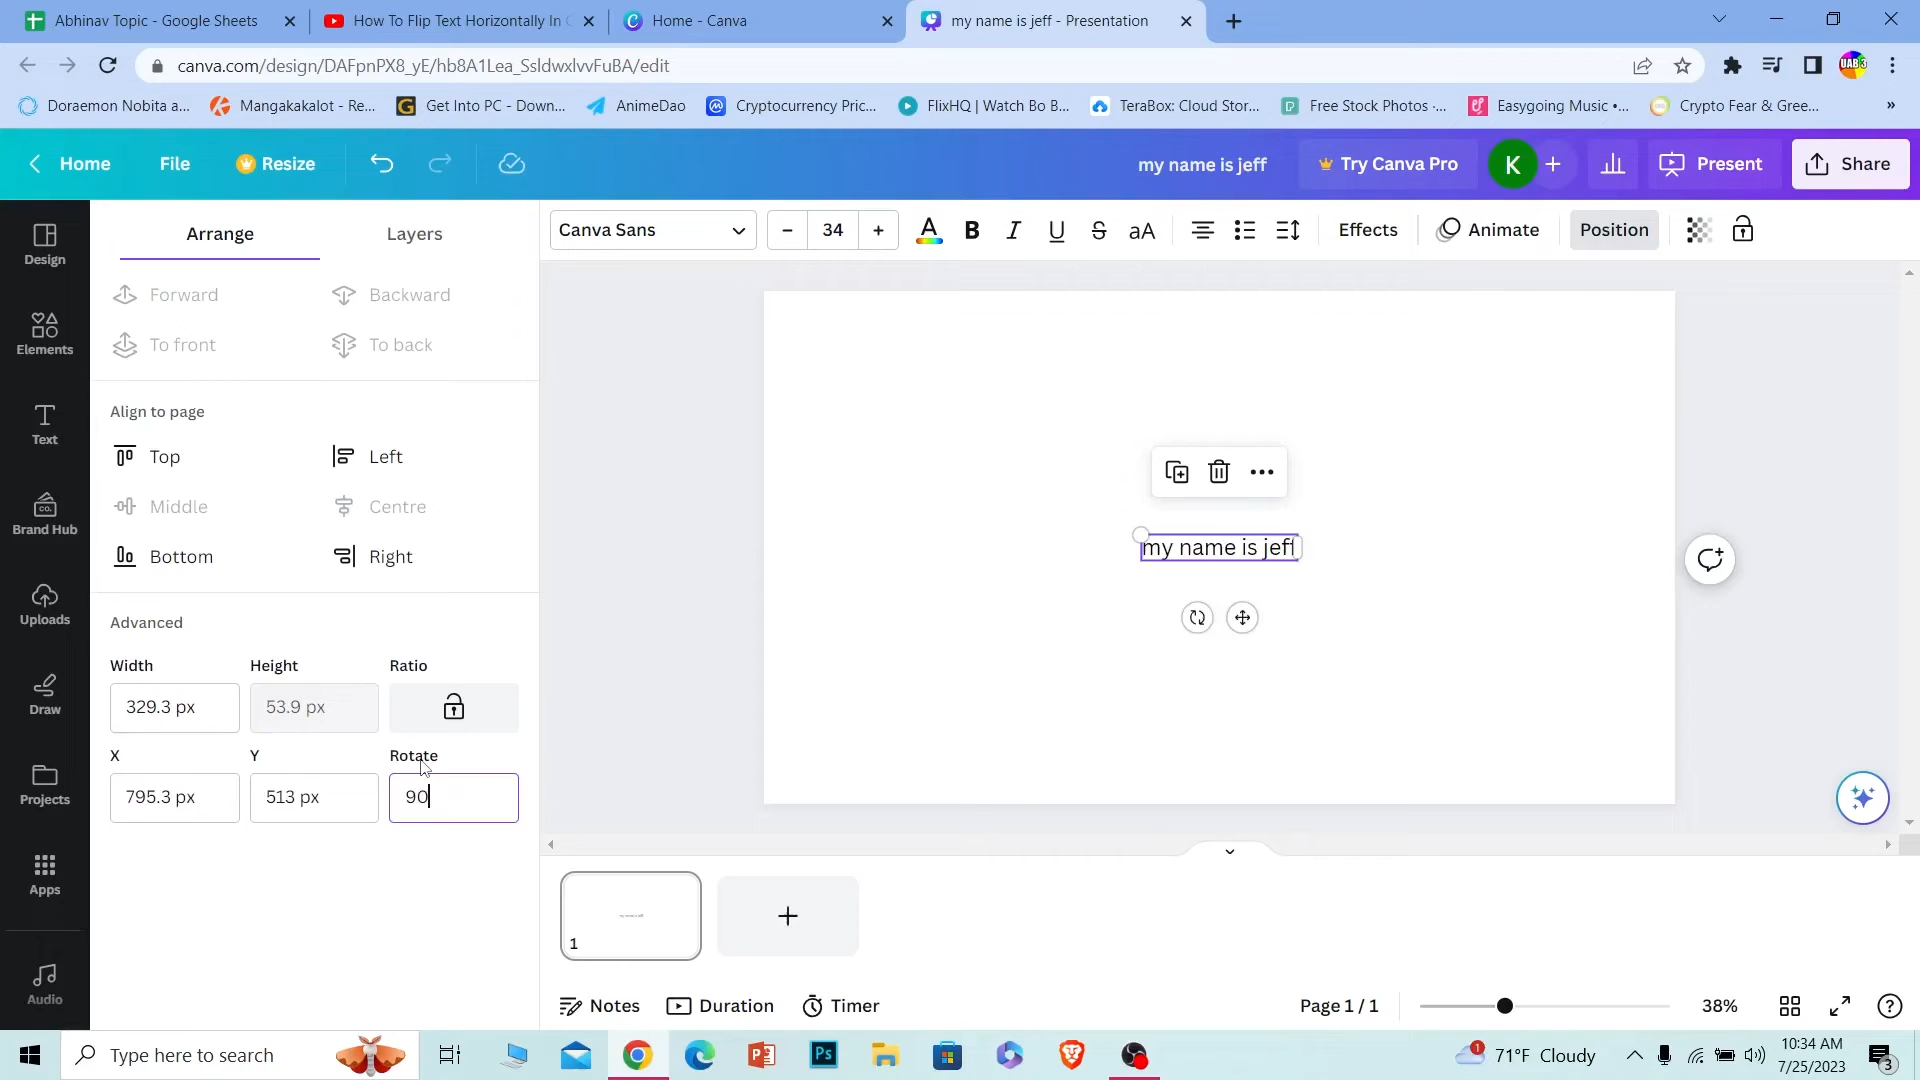 Abhinav Topic - Google Sheets
How To Flip Text Horizontally In
Home - Canva
my name is jeff - Presentation
canva.com/design/DAFpnPX8_yE/hb8A1Lea_SsldwxlvvFuBA/edit
UAB 3
Doraemon Nobita a...
Mangakakalot - Re...
Get Into PC - Down...
AnimeDao
Cryptocurrency Pric...
FlixHQ | Watch Bo B...
TeraBox: Cloud Stor...
Free Stock Photos ·...
Easygoing Music •...
Crypto Fear & Gree...
»
Home
File
Resize
my name is jeff
Try Canva Pro
K
Present
Share
Design
Elements
Text
CO.
Brand Hub
Uploads
Draw
Projects
Apps
Audio
Arrange
Layers
Forward
Backward
To front
To back
Align to page
Top
Left
Middle
Centre
Bottom
Right
Advanced
Width
Height
Ratio
329.3 px
53.9 px
X
Y
Rotate
795.3 px
513 px
90
Canva Sans
34
A
B
I
U
S
aA
Effects
Animate
Position
my name is jeff
1
Notes
Duration
Timer
Page 1 / 1
38%
Type here to search
Ps
1
71°F Cloudy
10:34 AM
7/25/2023
3